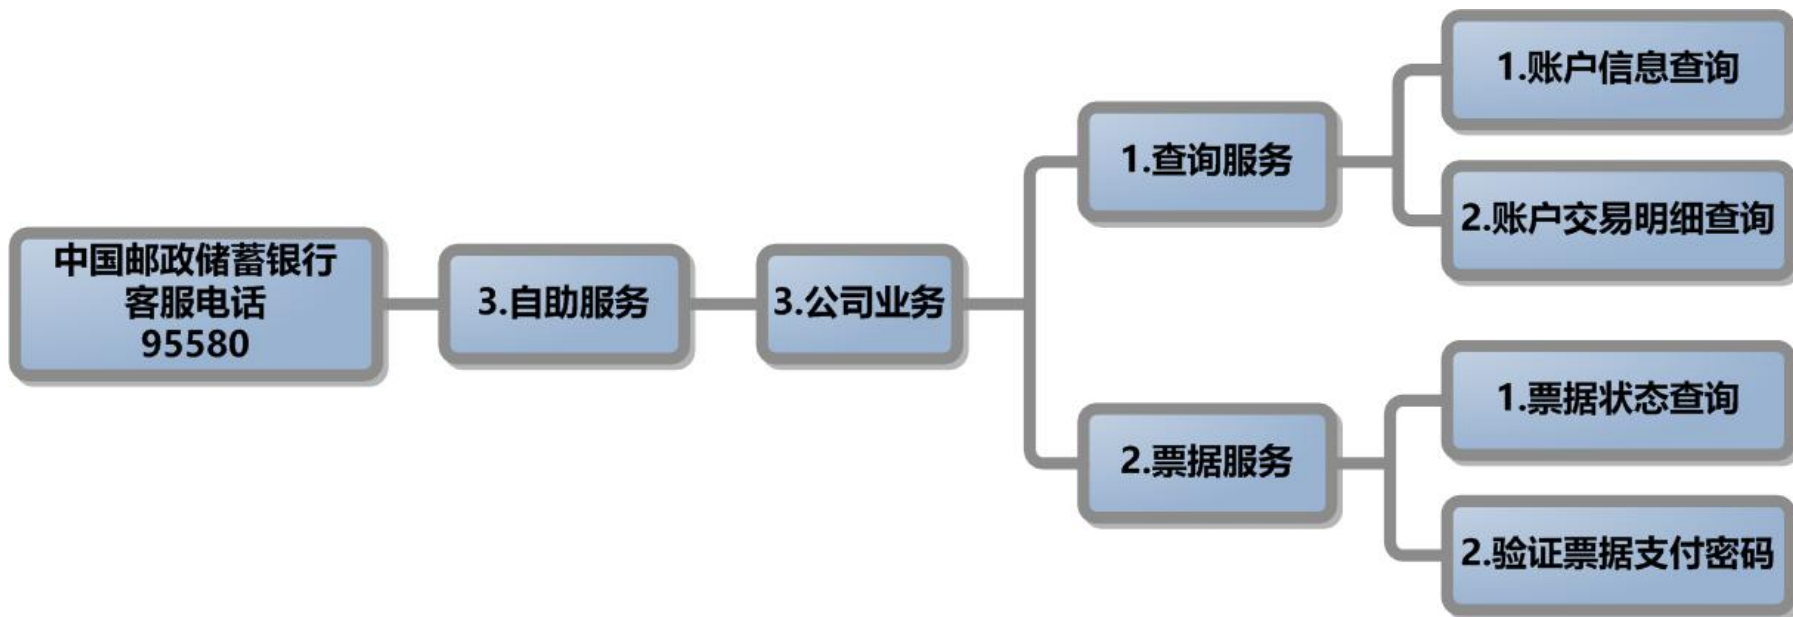 中国邮政储蓄银行
客服电话
95580
3.自助服务
3.公司业务
1.查询服务
1.账户信息查询
2.账户交易明细查询
2.票据服务
1.票据状态查询
2.验证票据支付密码